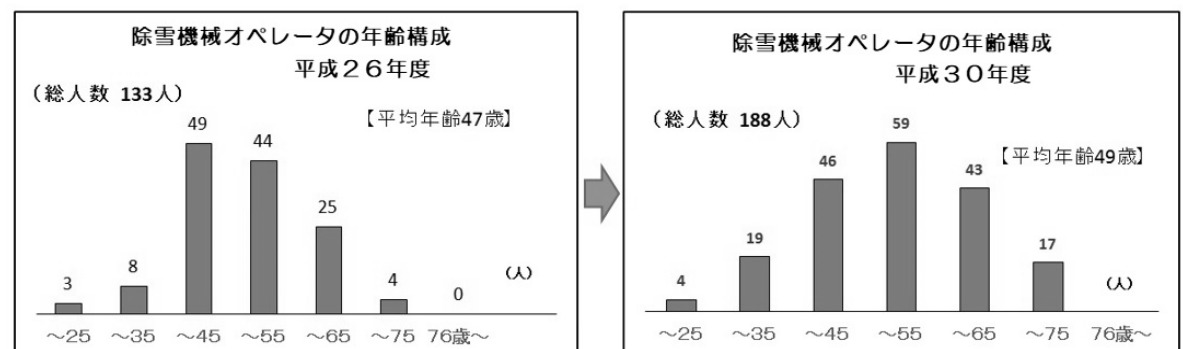 除雪機械オペレータの年齢構成
平成26年度
(総人数 133人)
【平均年齢47歳】
49
44
25
8
3
4
0
(人)
～25 ～35 ～45 ～55 ～65 ～75 76歳～
除雪機械オペレータの年齢構成
平成30年度
(総人数 188人)
【平均年齢49歳】
59
46
43
19
17
4
(人)
～25 ～35 ～45 ～55 ～65 ～75 76歳～